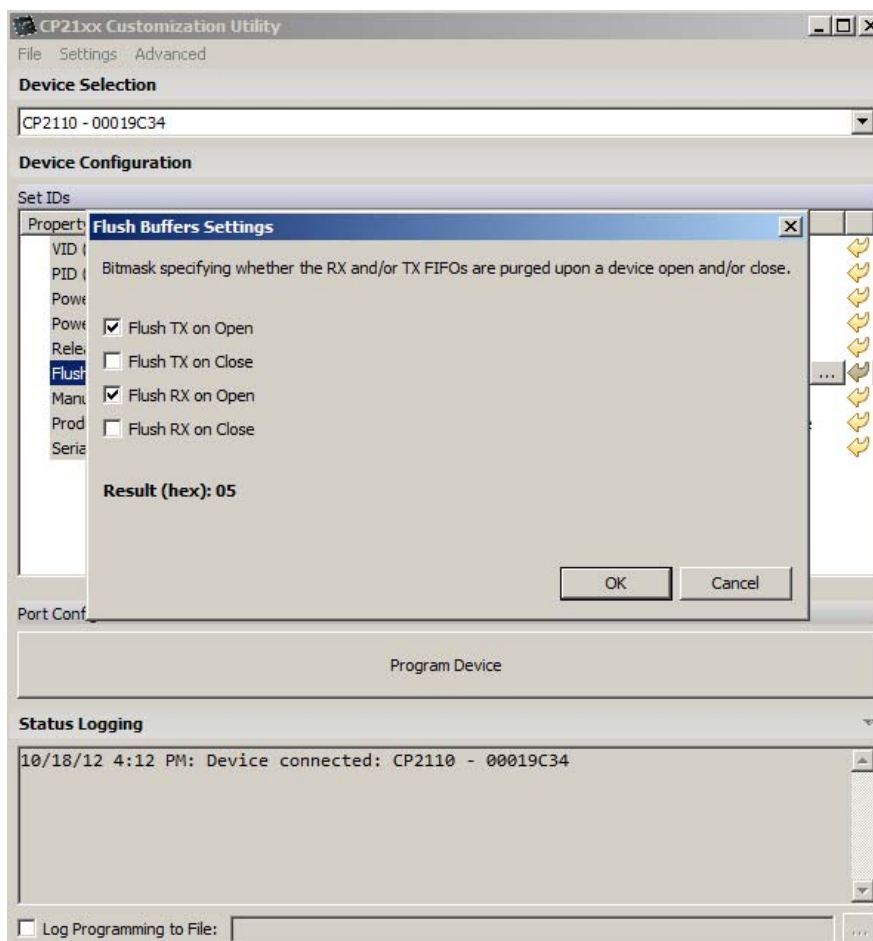 CP21xx Customization Utility
File Settings Advanced
Device Selection
CP2110 - 00019C34
Device Configuration
Set IDs
Flush Buffers Settings
Bitmask specifying whether the RX and/or TX FIFOs are purged upon a device open and/or close.
VID (
PID (
Flush TX on Open
Flush TX on Close
Flush RX on Open
Flush RX on Close
Flush
...
Result (hex): 05
OK Cancel
Program Device
Status Logging
10/18/12 4:12 PM: Device connected: CP2110 - 00019C34
Log Programming to File:
...